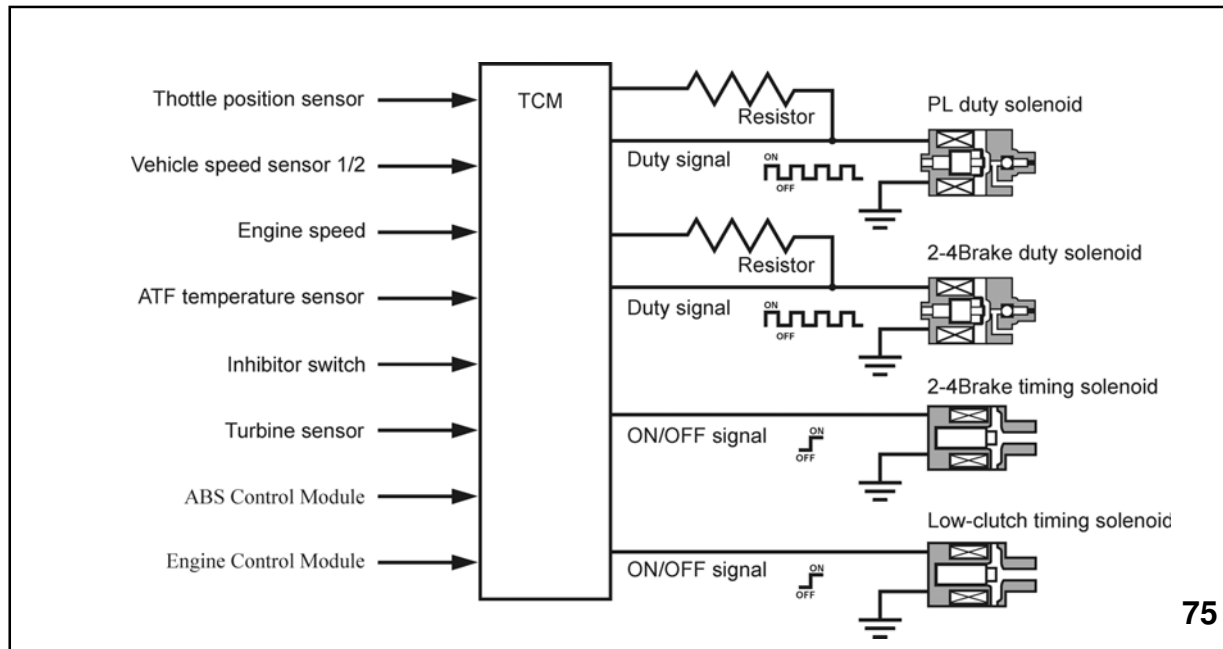 Thottle position sensor
Vehicle speed sensor 1/2
Engine speed
ATF temperature sensor
Inhibitor switch
Turbine sensor
ABS Control Module
Engine Control Module
TCM
Resistor
PL duty solenoid
Duty signal
ON
OFF
Resistor
2-4Brake duty solenoid
Duty signal
ON
OFF
2-4Brake timing solenoid
ON/OFF signal
ON
OFF
Low-clutch timing solenoid
ON/OFF signal
ON
OFF
75